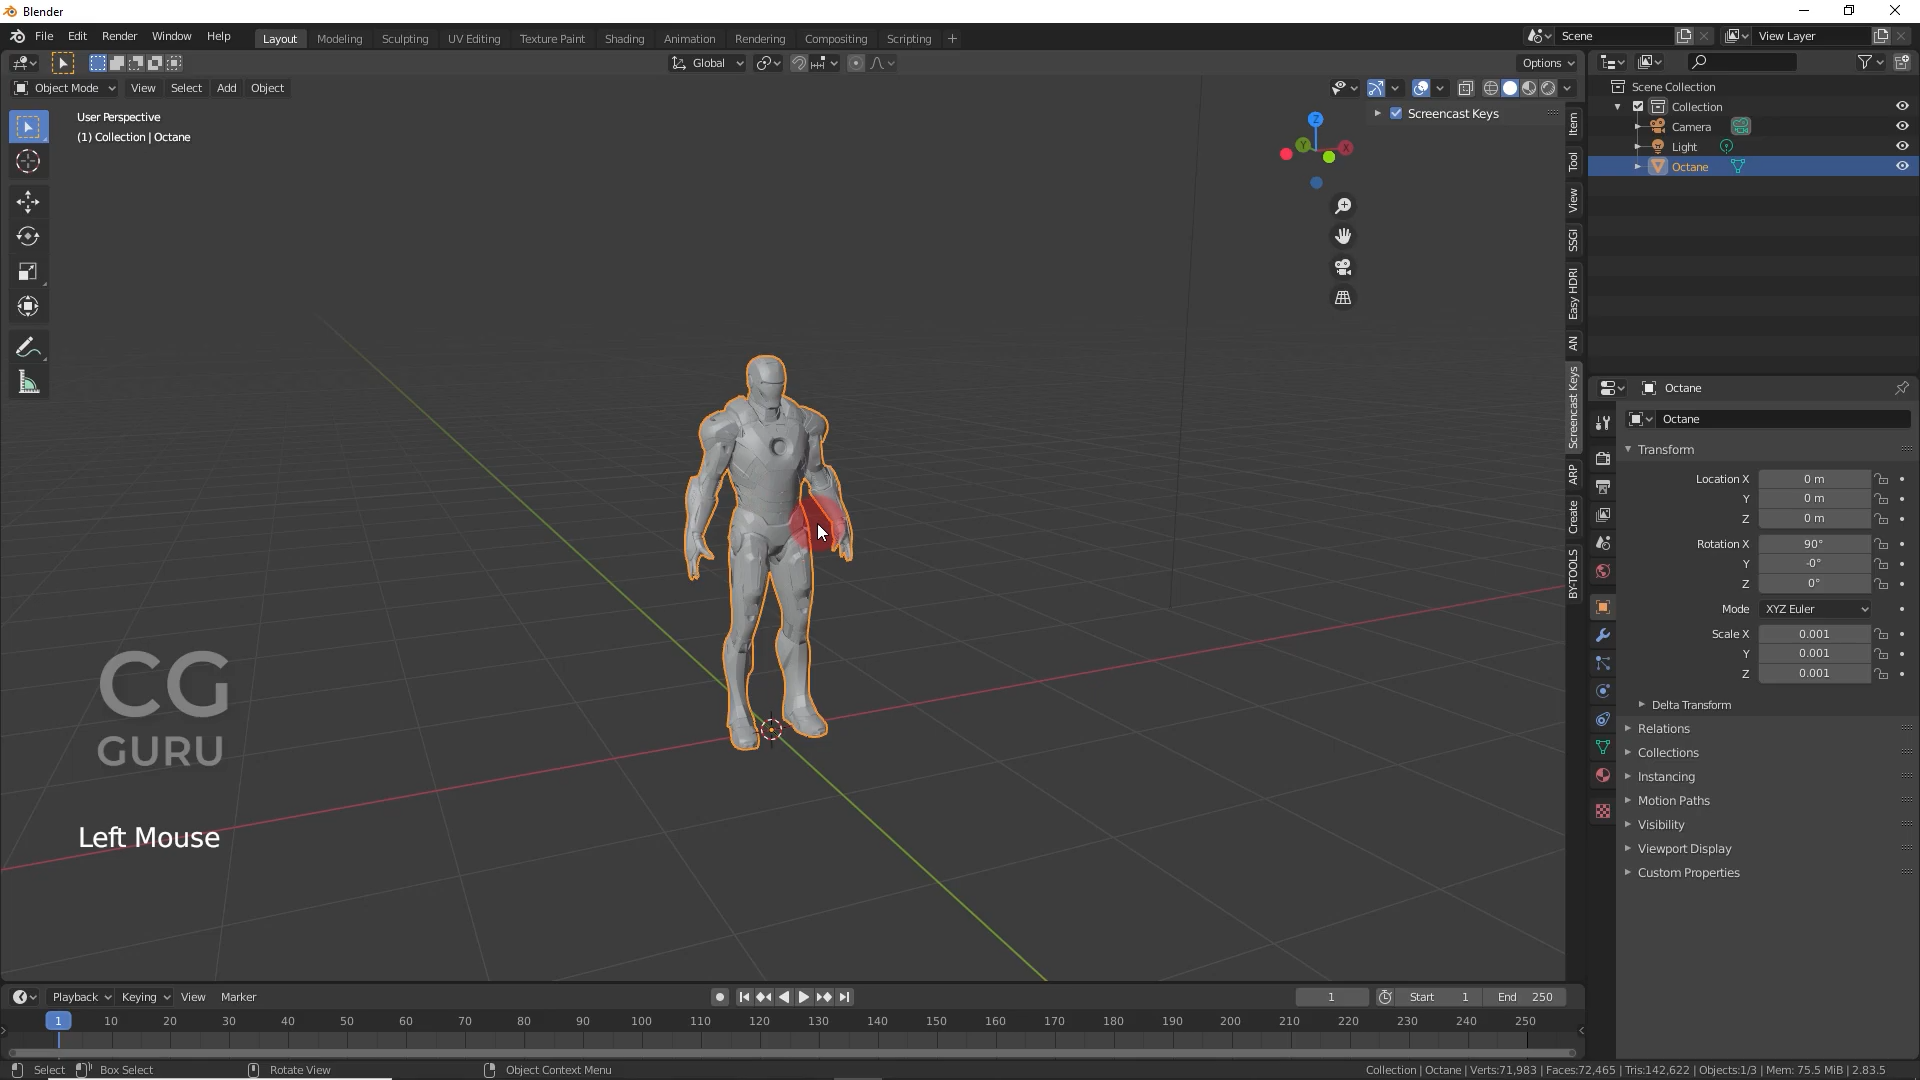 Blender
File Edit Render Window Help
Layout Modeling Sculpting UV Editing Texture Paint Shading Animation Rendering Compositing Scripting +
Scene
View Layer
Global
Options
Object Mode View Select Add Object
User Perspective
(1) Collection | Octane
Screencast Keys
Z
Y
X
Item
Tool
View
SSGI
Easy HDRI
AN
Screencast Keys
ARP
Create
BY-TOOLS
Scene Collection
Collection
Camera
Light
Octane
Octane
Octane
Transform
Location X 0 m
Y 0 m
Z 0 m
Rotation X 90°
Y -0°
Z 0°
Mode XYZ Euler
Scale X 0.001
Y 0.001
Z 0.001
Delta Transform
Relations
Collections
Instancing
Motion Paths
Visibility
Viewport Display
Custom Properties
CG
GURU
Left Mouse
Playback Keying View Marker
1 Start 1 End 250
1 10 20 30 40 50 60 70 80 90 100 110 120 130 140 150 160 170 180 190 200 210 220 230 240 250
Select Box Select Rotate View Object Context Menu
Collection | Octane | Verts:71,983 | Faces:72,465 | Tris:142,622 | Objects:1/3 | Mem: 75.5 MiB | 2.83.5